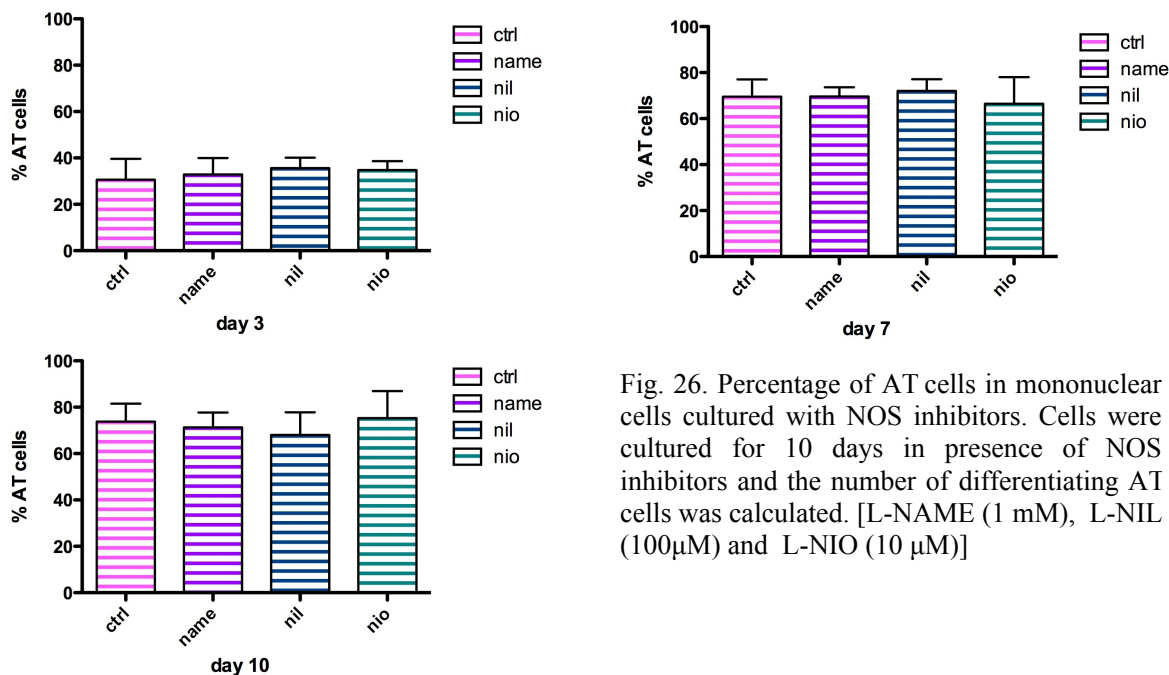 100
80
60
40
20
0
% AT cells
ctrl
name
nil
nio
day 3
ctrl
name
nil
nio
100
80
60
40
20
0
% AT cells
ctrl
name
nil
nio
day 7
ctrl
name
nil
nio
100
80
60
40
20
0
% AT cells
ctrl
name
nil
nio
day 10
ctrl
name
nil
nio
Fig. 26. Percentage of AT cells in mononuclear
cells cultured with NOS inhibitors. Cells were
cultured for 10 days in presence of NOS
inhibitors and the number of differentiating AT
cells was calculated. [L-NAME (1 mM), L-NIL
(100μM) and L-NIO (10 μM)]